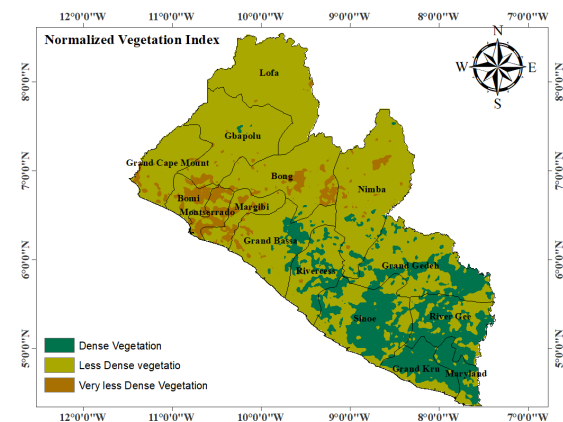 12°0'0"W 11°0'0"W 10°0'0"W 9°0'0"W 8°0'0"W 7°0'0"W
Normalized Vegetation Index
N
W E
S
8°0'0"N 8°0'0"N
7°0'0"N 7°0'0"N
6°0'0"N 6°0'0"N
5°0'0"N 5°0'0"N
Lofa
Gbapolu
Grand Cape Mount
Bong
Nimba
Bomi
Margibi
Montserrado
Grand Bassa
Grand Gedeh
Rivercess
Sinoe
River Gee
Grand Kru
Maryland
Dense Vegetation
Less Dense vegetatio
Very less Dense Vegetation
12°0'0"W 11°0'0"W 10°0'0"W 9°0'0"W 8°0'0"W 7°0'0"W